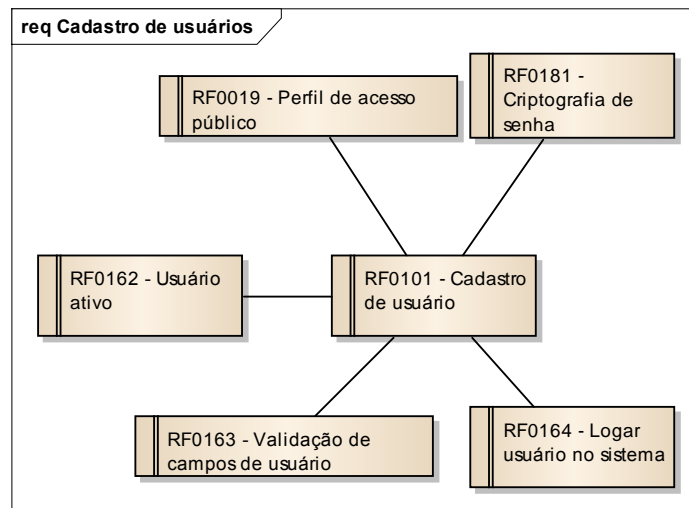 req Cadastro de usuários
RF0019 - Perfil de acesso
público
RF0181 -
Criptografia de
senha
RF0162 - Usuário
ativo
RF0101 - Cadastro
de usuário
RF0163 - Validação de
campos de usuário
RF0164 - Logar
usuário no sistema